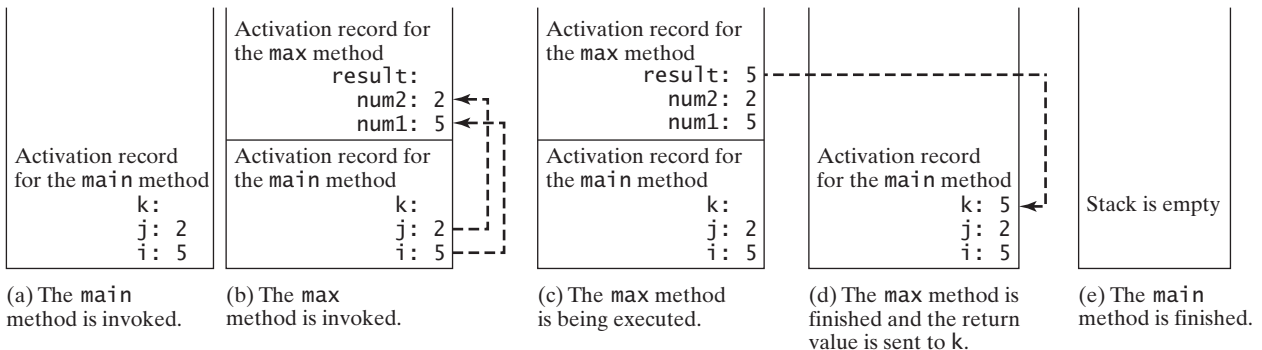 Activation record
for the main method
k:
j: 2
i: 5
(a) The main
method is invoked.
Activation record for
the max method
result:
num2: 2
num1: 5
Activation record for
the main method
k:
j: 2
i: 5
(b) The max
method is invoked.
Activation record for
the max method
result: 5
num2: 2
num1: 5
Activation record for
the main method
k:
j: 2
i: 5
(c) The max method
is being executed.
Activation record
for the main method
k: 5
j: 2
i: 5
(d) The max method is
finished and the return
value is sent to k.
Stack is empty
(e) The main
method is finished.